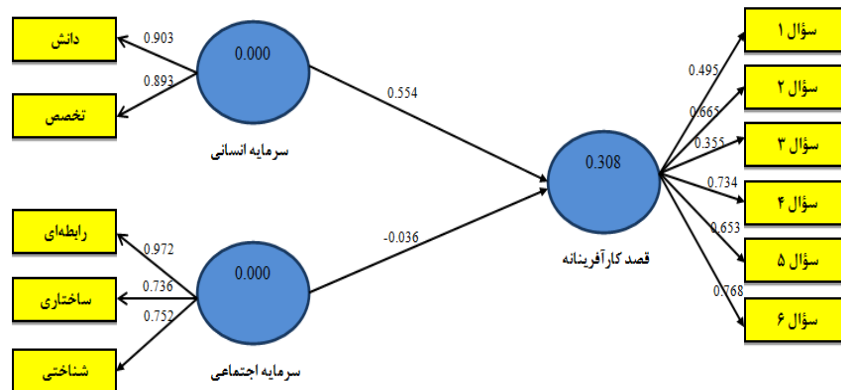 دانش
0.903
0.893
تخصص
0.000
سرمایه انسانی
0.554
رابطه‌ای
0.972
ساختاری
0.736
0.752
شناختی
0.000
سرمایه اجتماعی
-0.036
0.308
قصد کارآفرینانه
سؤال ۱
0.495
سؤال ۲
0.665
سؤال ۳
0.355
سؤال ۴
0.734
سؤال ۵
0.653
سؤال ۶
0.768